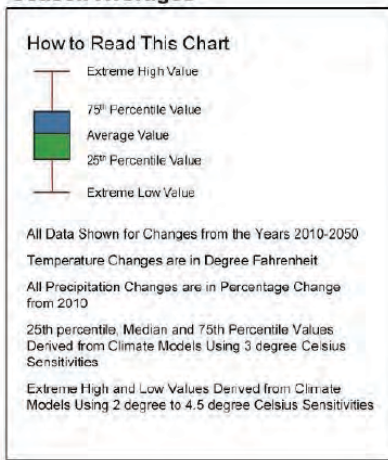 How to Read This Chart
Extreme High Value
75th Percentile Value
Average Value
25th Percentile Value
Extreme Low Value
All Data Shown for Changes from the Years 2010-2050
Temperature Changes are in Degree Fahrenheit
All Precipitation Changes are in Percentage Change
from 2010
25th percentile, Median and 75th Percentile Values
Derived from Climate Models Using 3 degree Celsius
Sensitivities
Extreme High and Low Values Derived from Climate
Models Using 2 degree to 4.5 degree Celsius Sensitivities